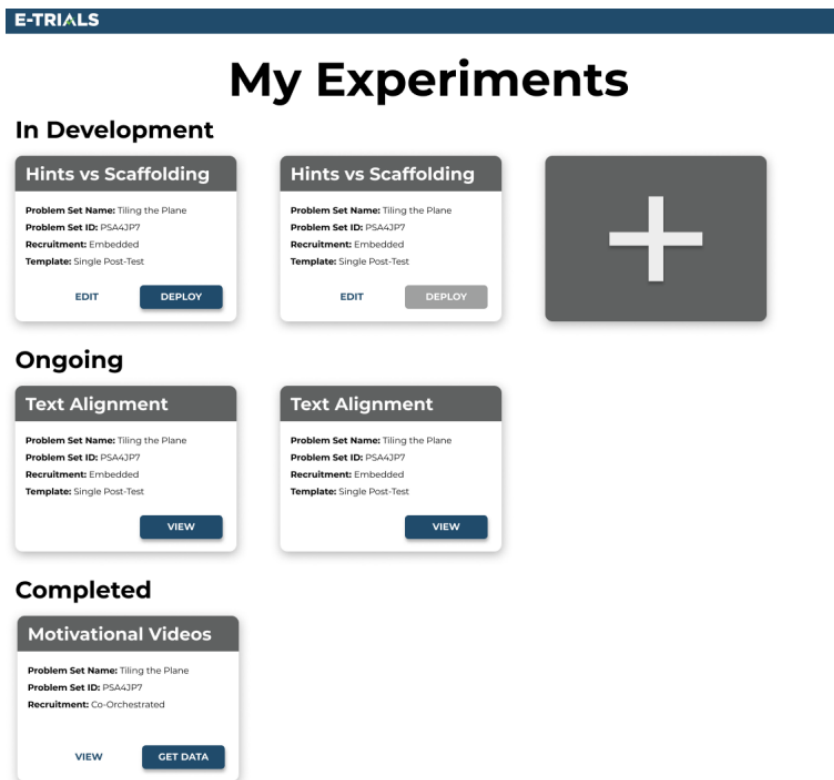 E-TRIALS
My Experiments
In Development
Hints vs Scaffolding
Problem Set Name: Tiling the Plane
Problem Set ID: PSA4JP7
Recruitment: Embedded
Template: Single Post-Test
EDIT DEPLOY
Hints vs Scaffolding
Problem Set Name: Tiling the Plane
Problem Set ID: PSA4JP7
Recruitment: Embedded
Template: Single Post-Test
EDIT DEPLOY
Ongoing
Text Alignment
Problem Set Name: Tiling the Plane
Problem Set ID: PSA4JP7
Recruitment: Embedded
Template: Single Post-Test
VIEW
Text Alignment
Problem Set Name: Tiling the Plane
Problem Set ID: PSA4JP7
Recruitment: Embedded
Template: Single Post-Test
VIEW
Completed
Motivational Videos
Problem Set Name: Tiling the Plane
Problem Set ID: PSA4JP7
Recruitment: Co-Orchestrated
VIEW GET DATA